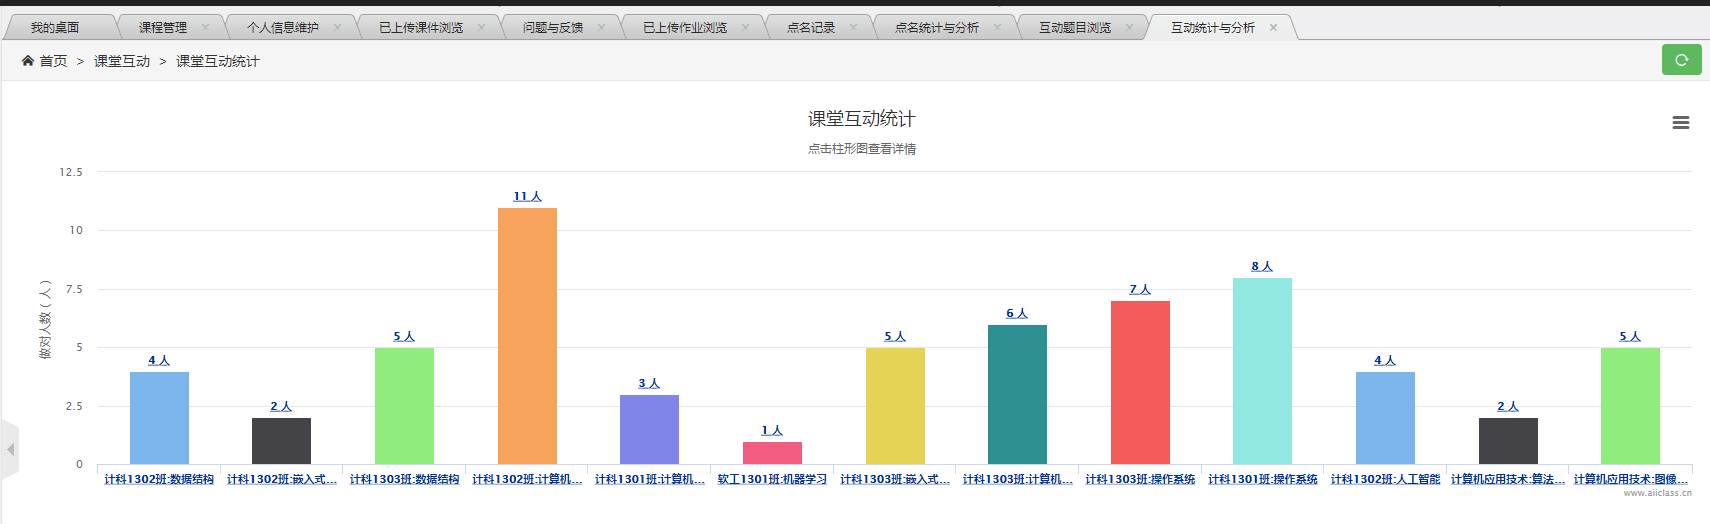 我的桌面 课程管理 个人信息维护 已上传课件浏览 问题与反馈 已上传作业浏览 点名记录 点名统计与分析 互动题目浏览 互动统计与分析
首页 > 课堂互动 > 课堂互动统计
课堂互动统计
点击柱形图查看详情
做对人数（人）
12.5
10
7.5
5
2.5
0
4 人
2 人
5 人
11 人
3 人
1 人
5 人
6 人
7 人
8 人
4 人
2 人
5 人
计科1302班:数据结构
计科1302班:嵌入式...
计科1303班:数据结构
计科1302班:计算机...
计科1301班:计算机...
软工1301班:机器学习
计科1303班:嵌入式...
计科1303班:计算机...
计科1303班:操作系统
计科1301班:操作系统
计科1302班:人工智能
计算机应用技术:算法...
计算机应用技术:图像...
www.aiiclass.cn